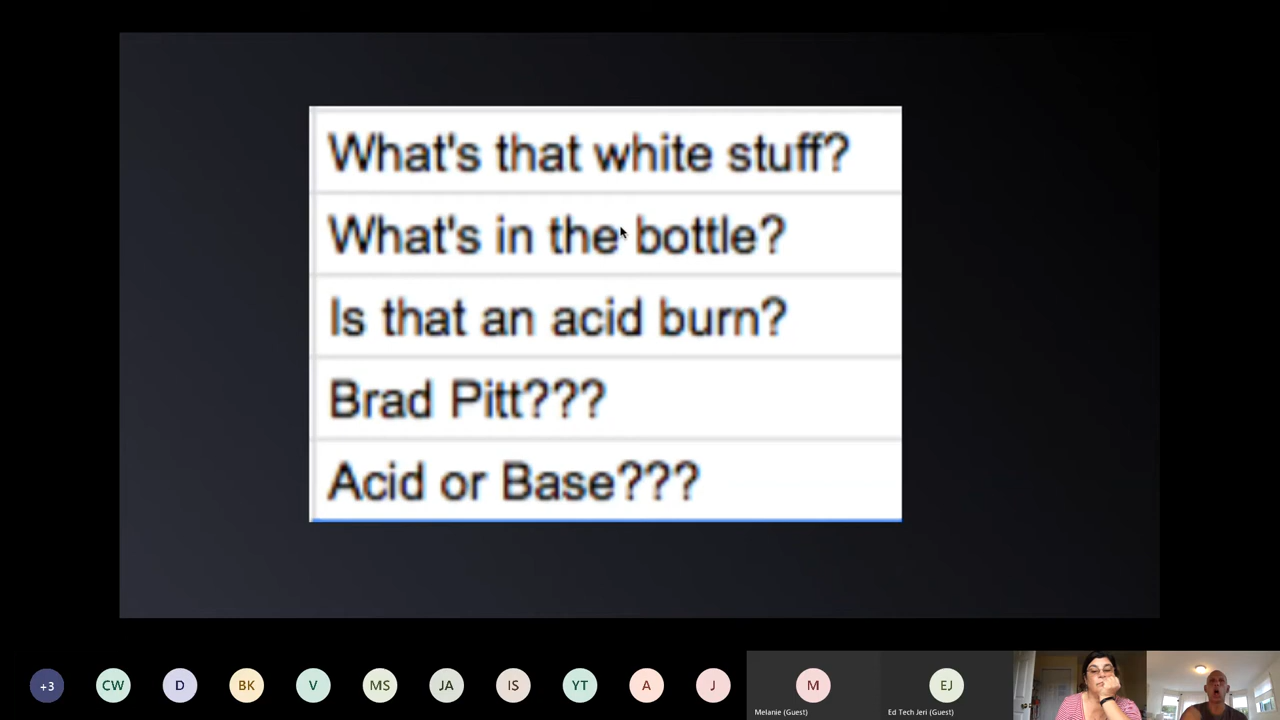 What's that white stuff?
What's in the bottle?
Is that an acid burn?
Brad Pitt???
Acid or Base???
+3
CW
D
BK
V
MS
JA
IS
YT
A
J
M
EJ
Melanie (Guest)
Ed Tech Jeri (Guest)